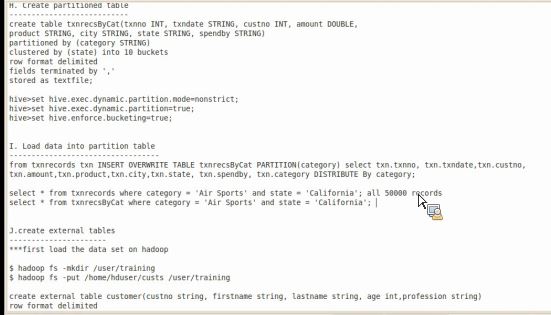 H. Create partitioned table
----------------------------
create table txnrecsByCat(txnno INT, txndate STRING, custno INT, amount DOUBLE,
product STRING, city STRING, state STRING, spendby STRING)
partitioned by (category STRING)
clustered by (state) into 10 buckets
row format delimited
fields terminated by ','
stored as textfile;
hive>set hive.exec.dynamic.partition.mode=nonstrict;
hive>set hive.exec.dynamic.partition=true;
hive>set hive.enforce.bucketing=true;
I. Load data into partition table
-----------------------------------
from txnrecords txn INSERT OVERWRITE TABLE txnrecsByCat PARTITION(category) select txn.txnno, txn.txndate,txn.custno,
txn.amount,txn.product,txn.city,txn.state, txn.spendby, txn.category DISTRIBUTE By category;
select * from txnrecords where category = 'Air Sports' and state = 'California'; all 50000 records
select * from txnrecsByCat where category = 'Air Sports' and state = 'California';
J.create external tables
-----------------------
***first load the data set on hadoop
$ hadoop fs -mkdir /user/training
$ hadoop fs -put /home/hduser/custs /user/training
create external table customer(custno string, firstname string, lastname string, age int,profession string)
row format delimited